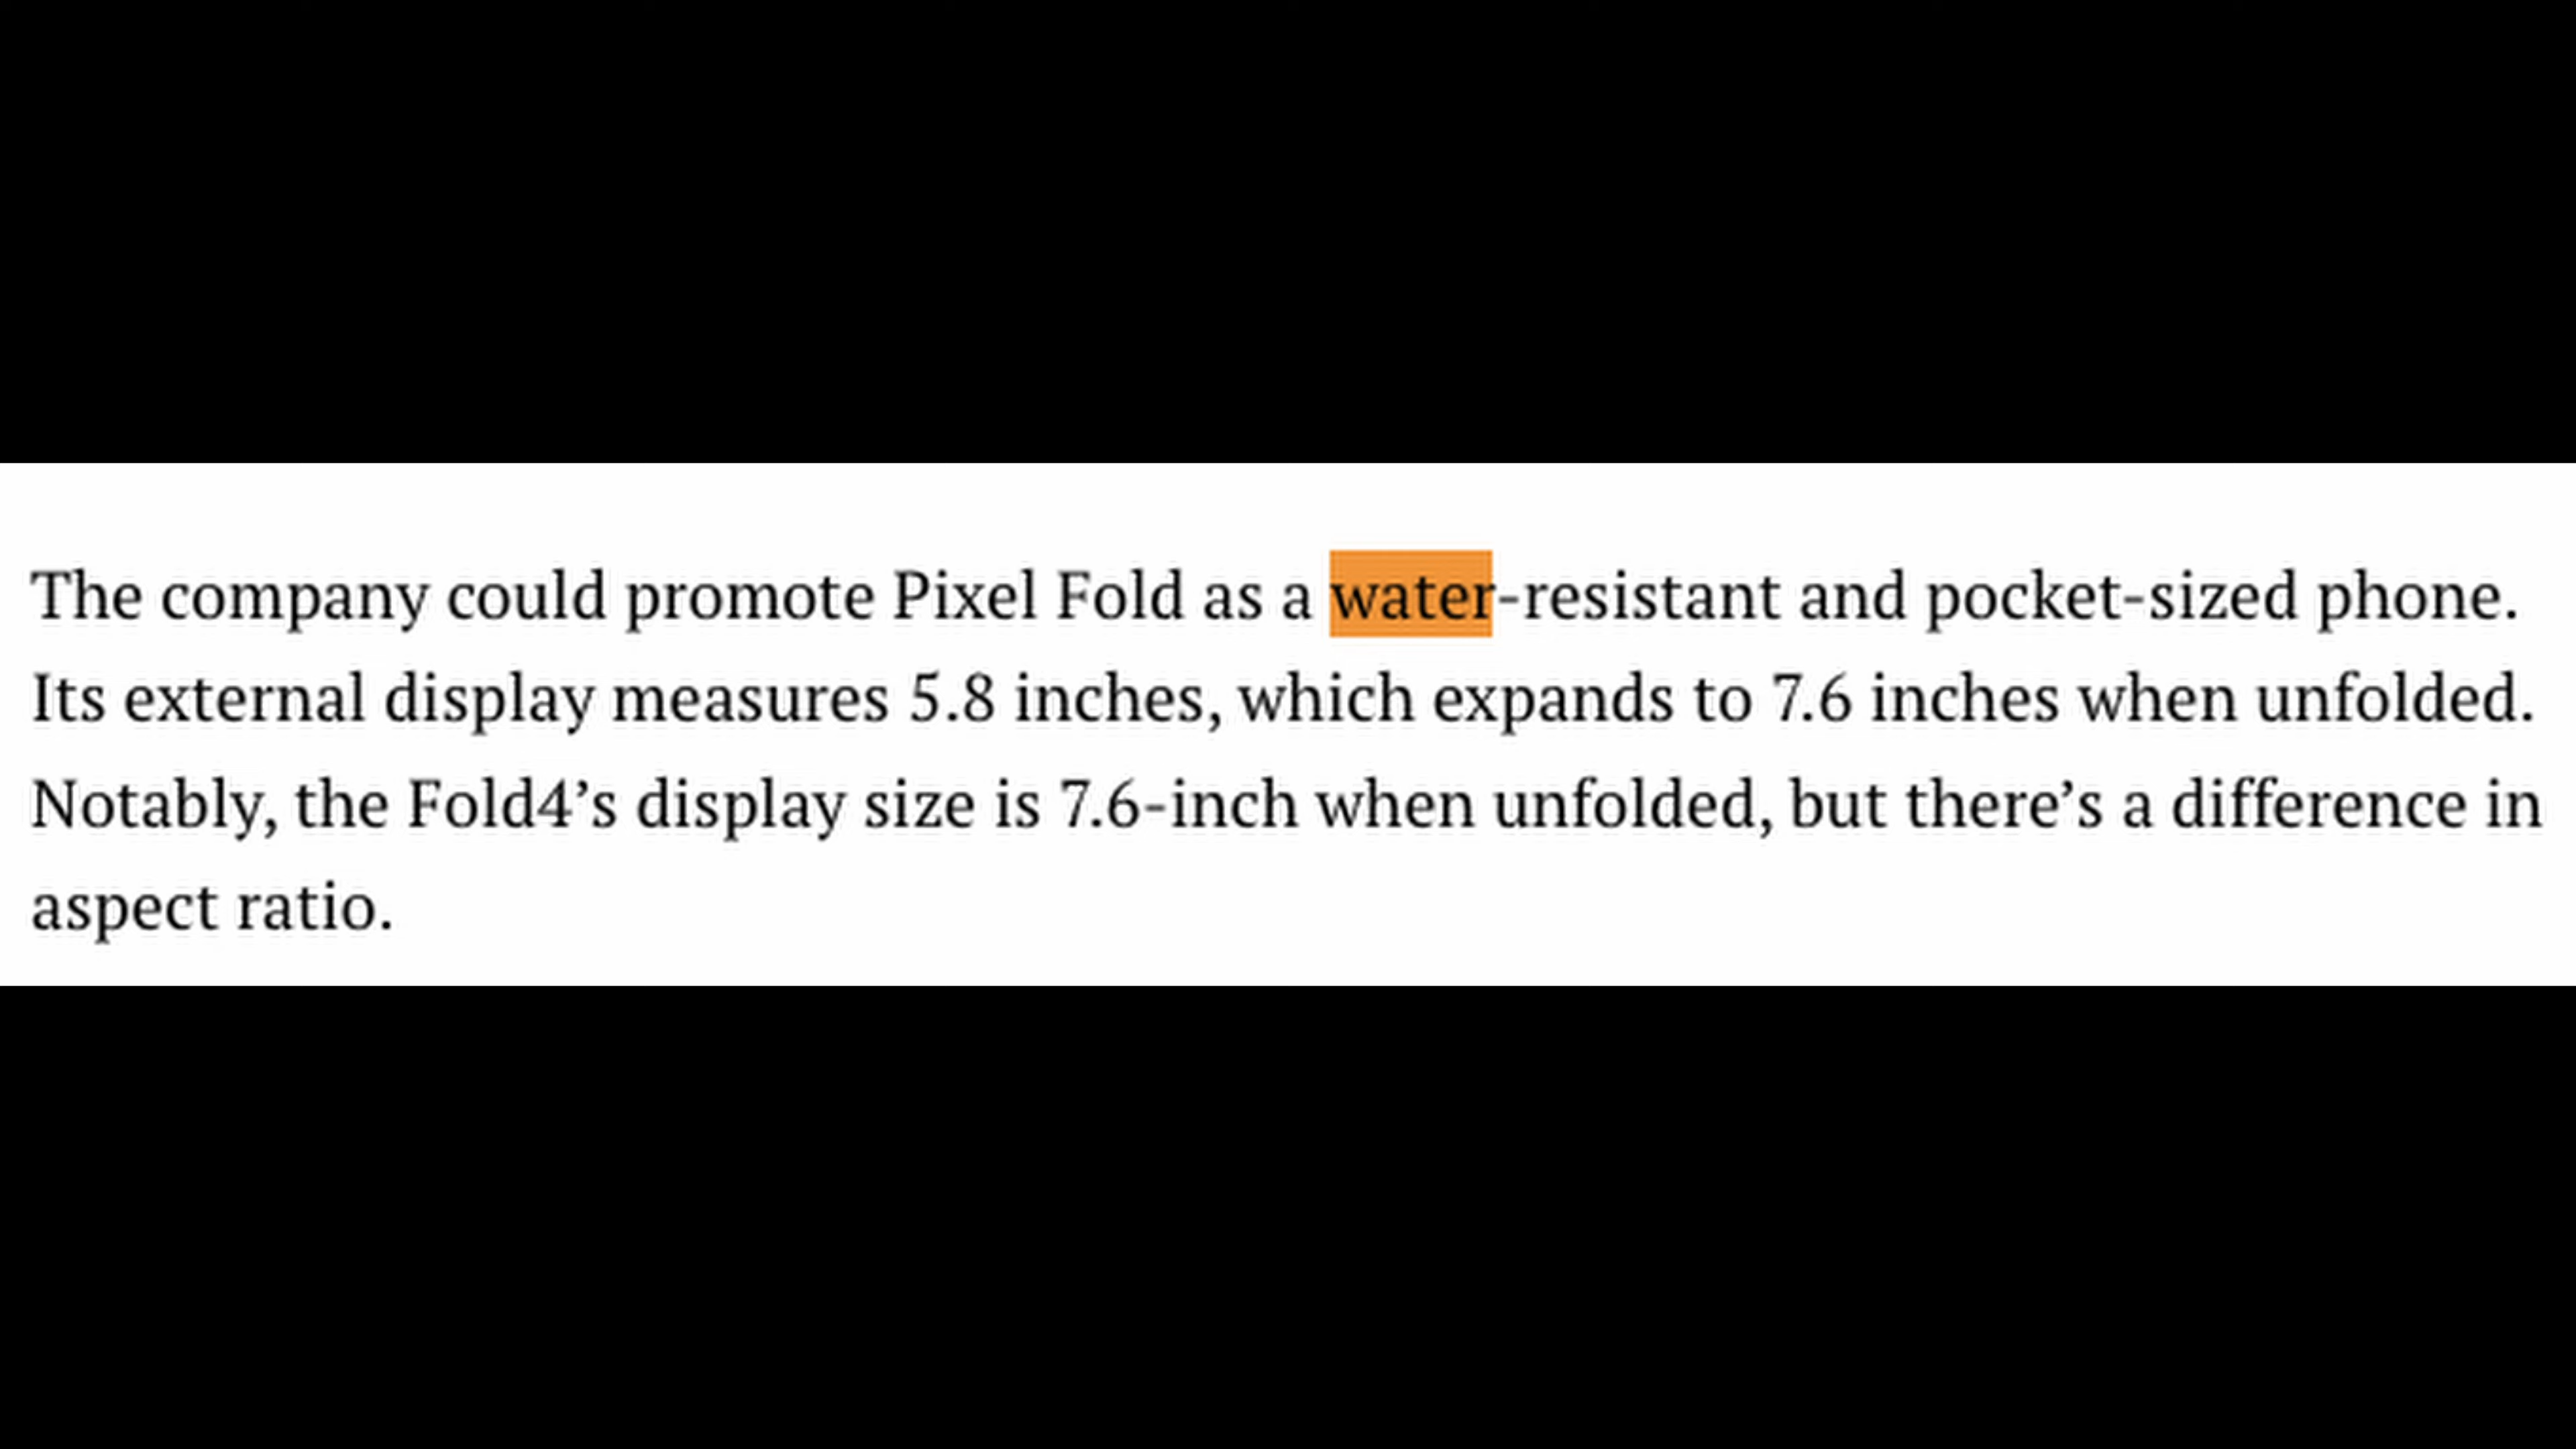 The company could promote Pixel Fold as a water-resistant and pocket-sized phone.
Its external display measures 5.8 inches, which expands to 7.6 inches when unfolded.
Notably, the Fold4’s display size is 7.6-inch when unfolded, but there’s a difference in
aspect ratio.